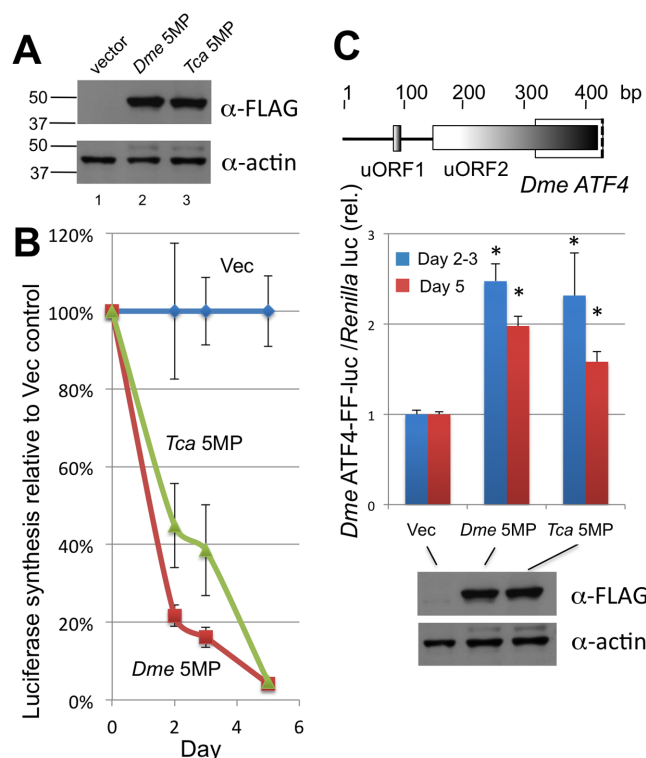 A
vector
Dme 5MP
Tca 5MP
50
37
α-FLAG
50
37
α-actin
1 2 3
B
Luciferase synthesis relative to Vec control
120%
100%
80%
60%
40%
20%
0%
Vec
Tca 5MP
Dme 5MP
0 2 4 6
Day
C
1 100 200 300 400 bp
uORF1 uORF2
Dme ATF4
Dme ATF4-FF-luc /Renilla luc (rel.)
3
2
1
0
Day 2-3
Day 5
* * * *
Vec Dme 5MP Tca 5MP
α-FLAG
α-actin